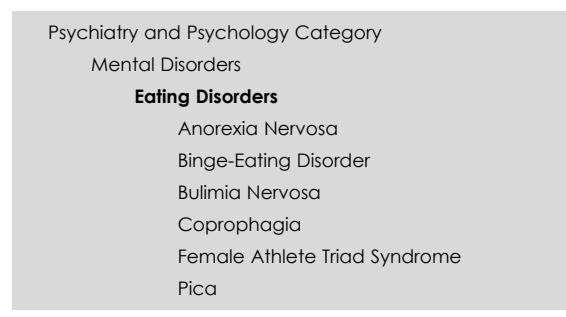 Psychiatry and Psychology Category
Mental Disorders
Eating Disorders
Anorexia Nervosa
Binge-Eating Disorder
Bulimia Nervosa
Coprophagia
Female Athlete Triad Syndrome
Pica